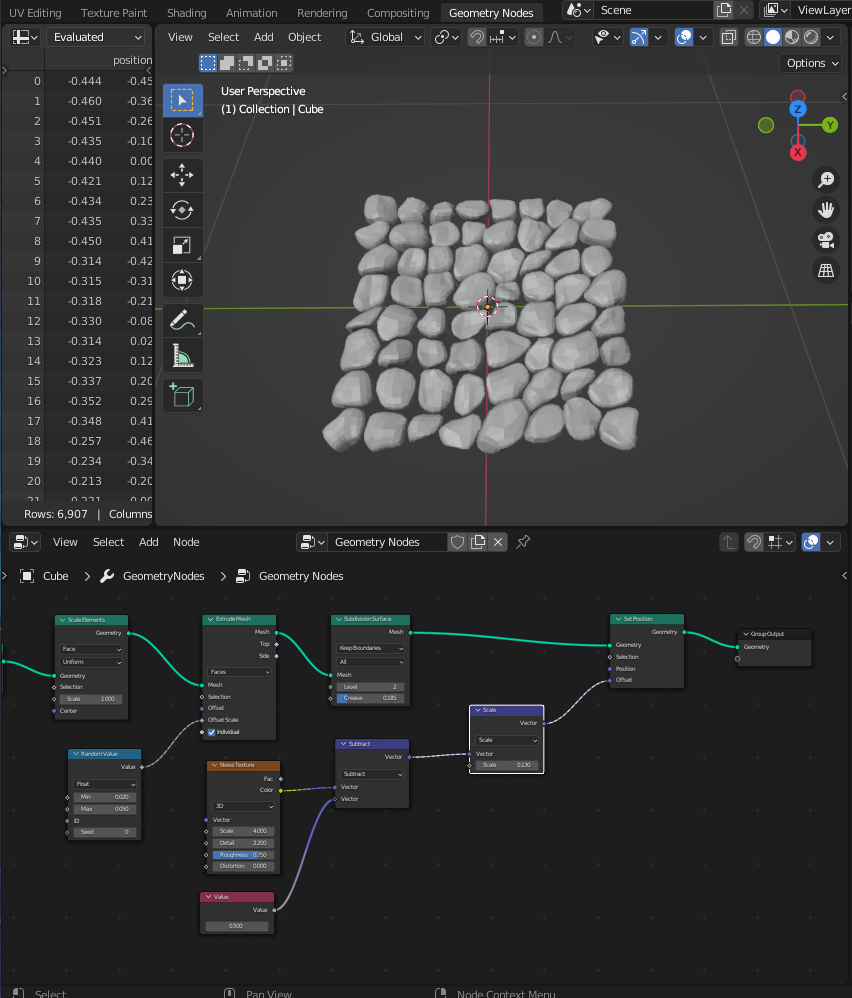 UV Editing Texture Paint Shading Animation Rendering Compositing Geometry Nodes Scene ViewLayer
Evaluated View Select Add Object Global
position
Options
0 -0.444 -0.45
1 -0.460 -0.36
2 -0.451 -0.26
3 -0.435 -0.10
4 -0.440 0.00
5 -0.421 0.12
6 -0.434 0.23
7 -0.435 0.33
8 -0.450 0.41
9 -0.314 -0.42
10 -0.315 -0.31
11 -0.318 -0.21
12 -0.330 -0.08
13 -0.314 0.02
14 -0.323 0.12
15 -0.337 0.20
16 -0.352 0.29
17 -0.348 0.41
18 -0.257 -0.46
19 -0.234 -0.34
20 -0.213 -0.20
Rows: 6,907 | Columns
User Perspective
(1) Collection | Cube
Z
Y
X
View Select Add Node Geometry Nodes
Cube > GeometryNodes > Geometry Nodes
Scale Elements
Geometry
Face
Uniform
Geometry
Selection
Scale 1.000
Center
Extrude Mesh
Mesh
Top
Side
Faces
Mesh
Selection
Offset
Offset Scale
Individual
Subdivision Surface
Mesh
Keep Boundaries
All
Mesh
Level 2
Crease 0.185
Set Position
Geometry
Geometry
Selection
Position
Offset
Group Output
Geometry
Random Value
Value
Float
Min 0.020
Max 0.050
ID
Seed 0
Noise Texture
Fac
Color
3D
Vector
Scale 4.000
Detail 2.200
Roughness 0.750
Distortion 0.000
Subtract
Vector
Subtract
Vector
Vector
Scale
Vector
Scale
Vector
Scale 0.130
Value
Value
0.500
Select Pan View Node Context Menu